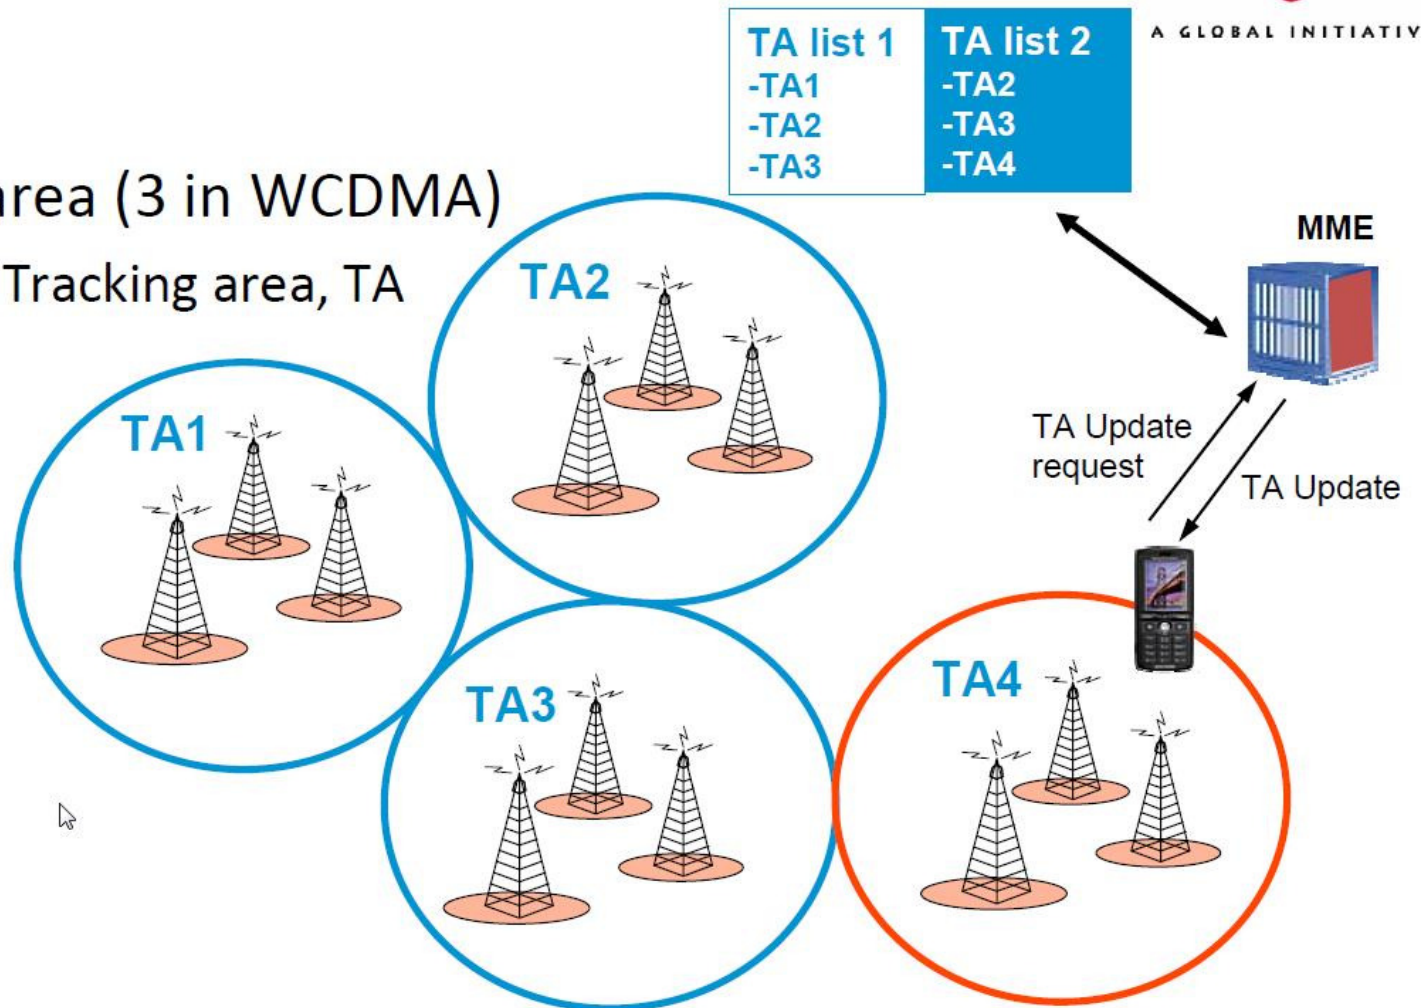 A GLOBAL INITIATIV
TA list 1
-TA1
-TA2
-TA3
TA list 2
-TA2
-TA3
-TA4
area (3 in WCDMA)
Tracking area, TA
MME
TA2
TA1
TA Update
request
TA Update
TA3
TA4